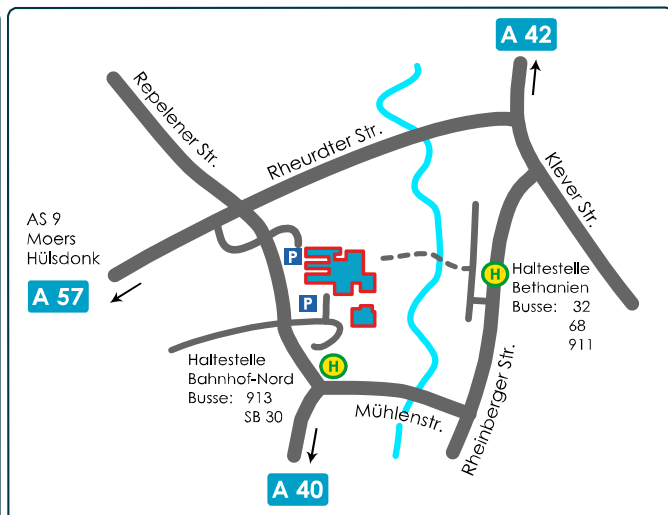 A 42
Repelener Str.
Rheurdter Str.
Klever Str.
AS 9
Moers
Hülsdonk
A 57
P
P
H
Haltestelle
Bethanien
Busse: 32
68
911
H
Haltestelle
Bahnhof-Nord
Busse: 913
SB 30
Mühlenstr.
Rheinberger Str.
A 40